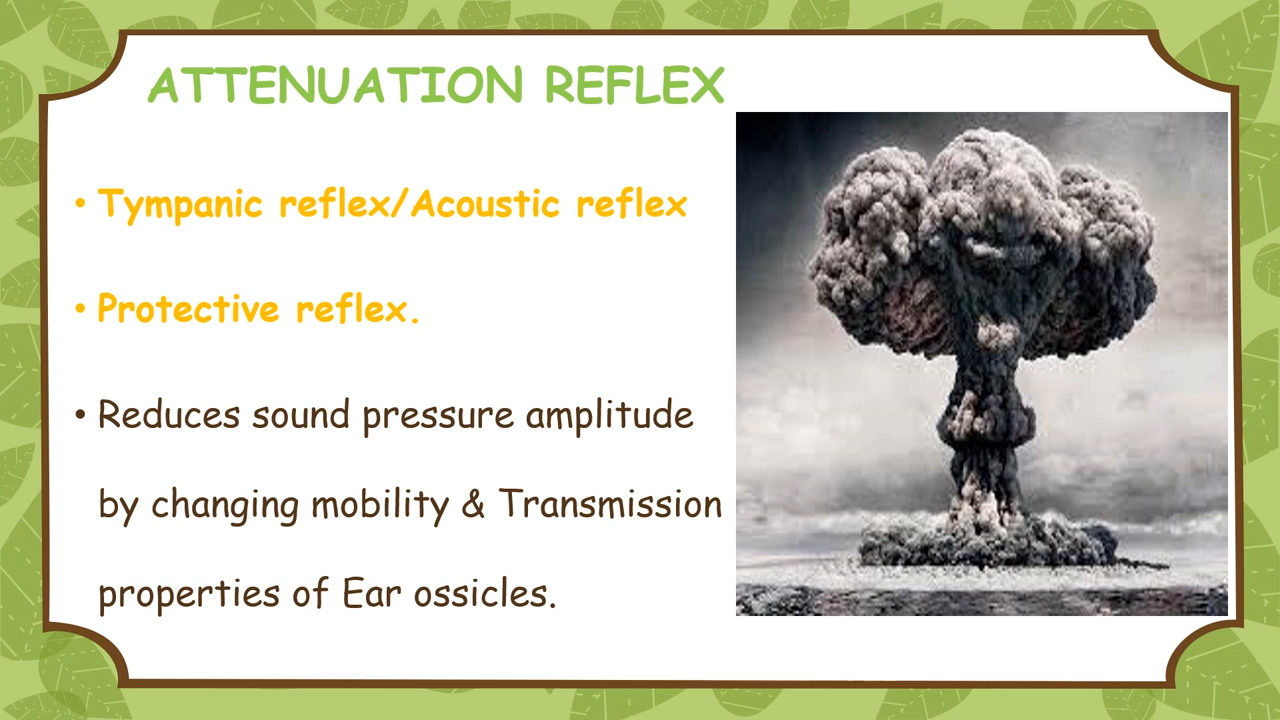 ATTENUATION REFLEX
• Tympanic reflex/Acoustic reflex
• Protective reflex.
• Reduces sound pressure amplitude
by changing mobility & Transmission
properties of Ear ossicles.